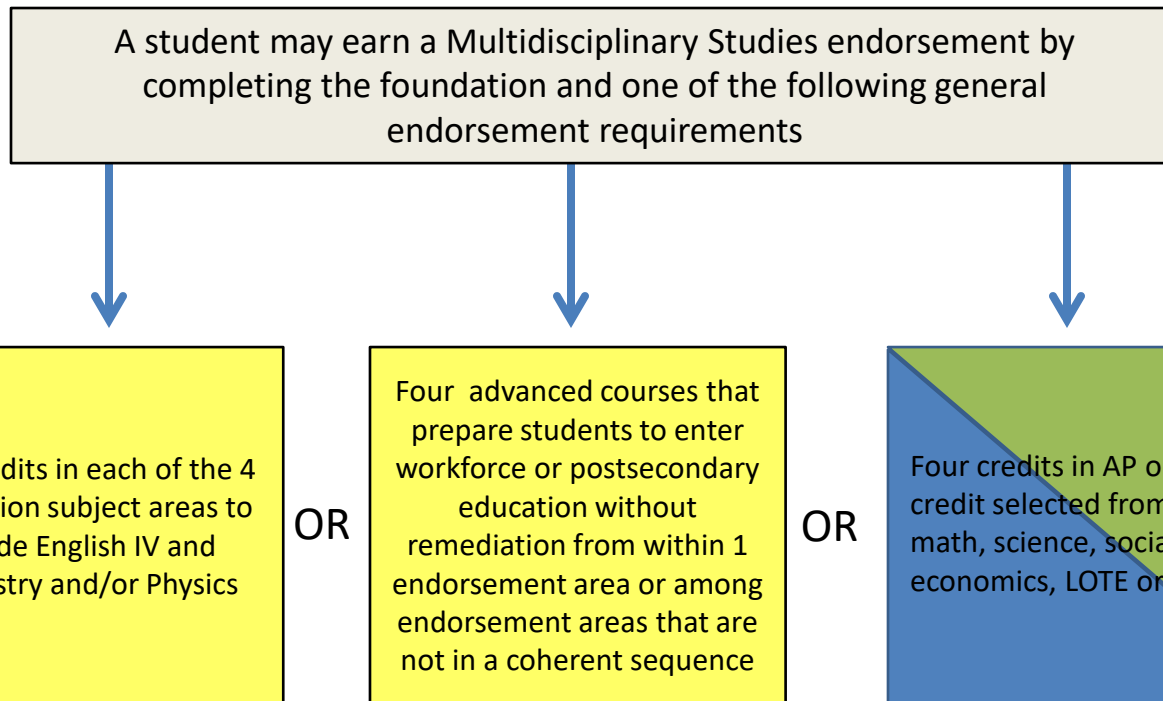 A student may earn a Multidisciplinary Studies endorsement by
completing the foundation and one of the following general
endorsement requirements
dits in each of the 4
ion subject areas to
de English IV and
stry and/or Physics
OR
Four advanced courses that
prepare students to enter
workforce or postsecondary
education without
remediation from within 1
endorsement area or among
endorsement areas that are
not in a coherent sequence
OR
Four credits in AP o
credit selected from
math, science, socia
economics, LOTE or